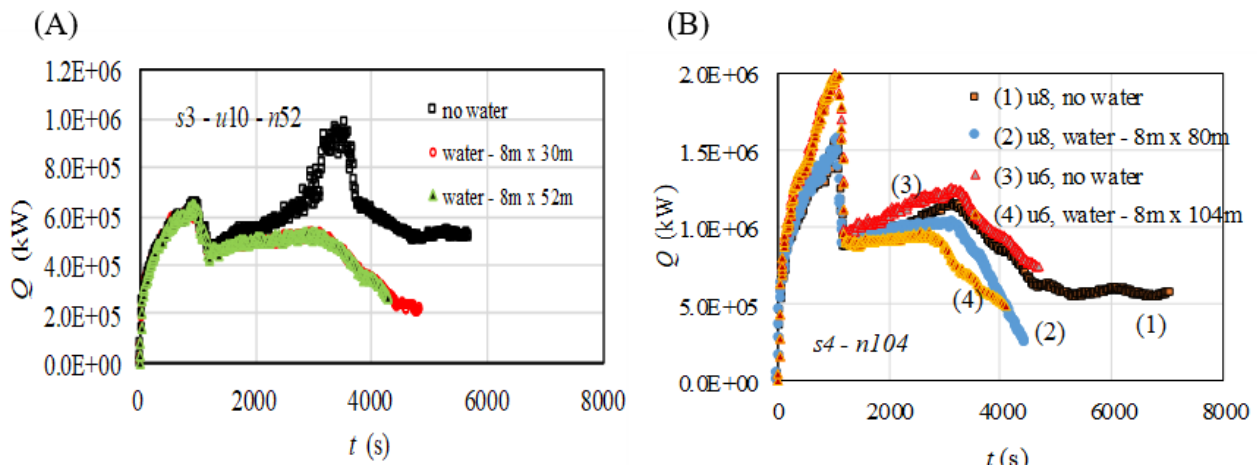 (A)
Q (kW)
1.2E+06
1.0E+06
8.0E+05
6.0E+05
4.0E+05
2.0E+05
0.0E+00
s3 - u10 - n52
no water
water - 8m x 30m
water - 8m x 52m
0 2000 4000 6000 8000
t (s)
(B)
Q (kW)
2.0E+06
1.5E+06
1.0E+06
5.0E+05
0.0E+00
(1) u8, no water
(2) u8, water - 8m x 80m
(3) u6, no water
(4) u6, water - 8m x 104m
(3)
(4)
(2)
(1)
s4 - n104
0 2000 4000 6000 8000
t (s)